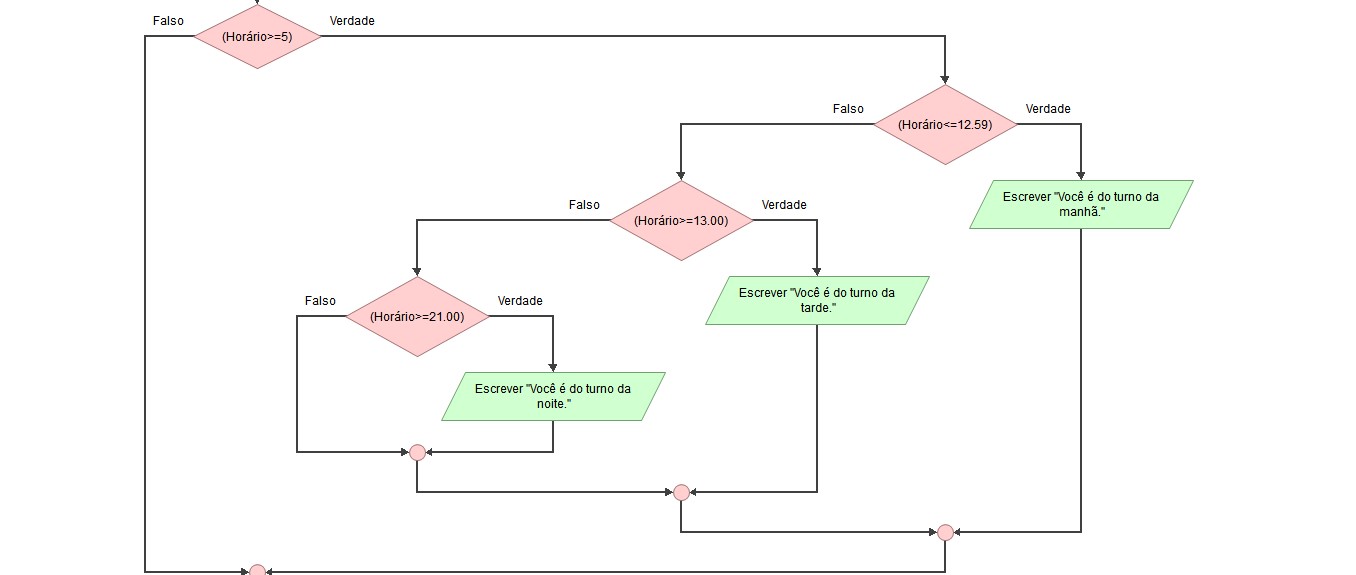 Falso
Verdade
(Horário>=5)
Falso
Verdade
(Horário<=12.59)
Falso
Verdade
(Horário>=13.00)
Escrever "Você é do turno da
manhã."
Falso
Verdade
(Horário>=21.00)
Escrever "Você é do turno da
tarde."
Escrever "Você é do turno da
noite."